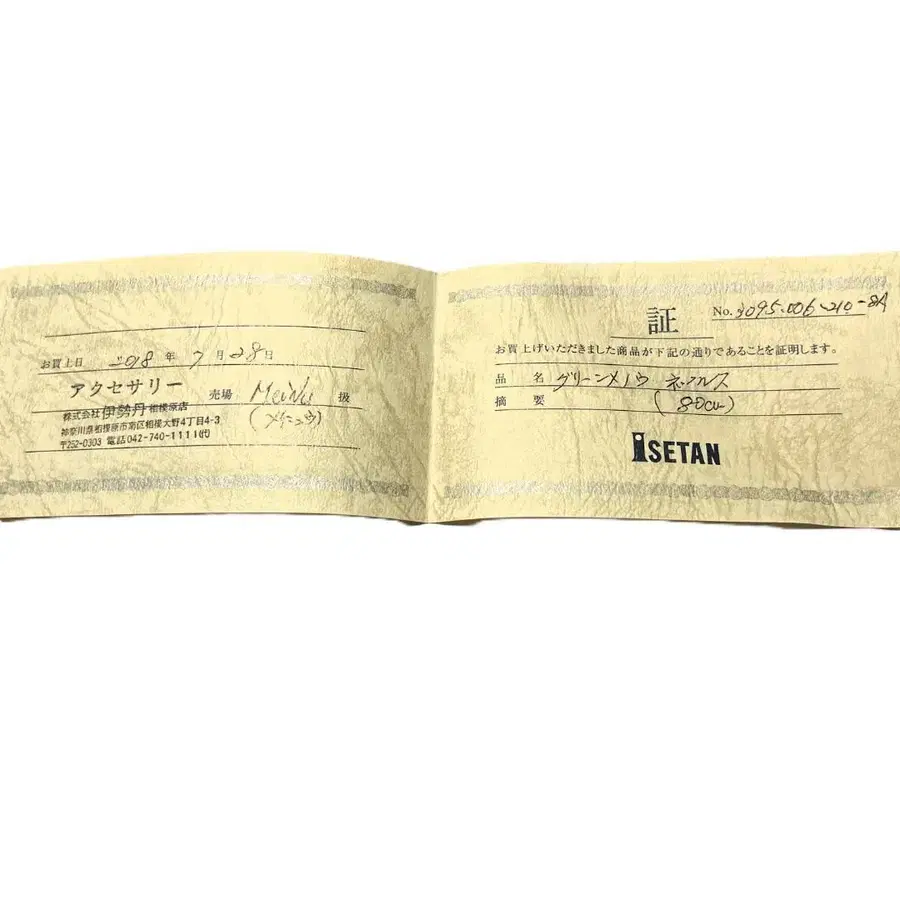 お買上日 2018 年 7 月 28 日
アクセサリー 売場 MeiNu 扱
株式会社 伊勢丹 相模原店 (メイニュウ)
神奈川県相模原市南区相模大野4丁目4-3
〒252-0303 電話042-740-1111㈹
証
No. 3095-006-210-8A
お買上げいただきました商品が下記の通りであることを証明します。
品 名 グリーンメノウ ネックレス
摘 要 (80cm)
ISETAN